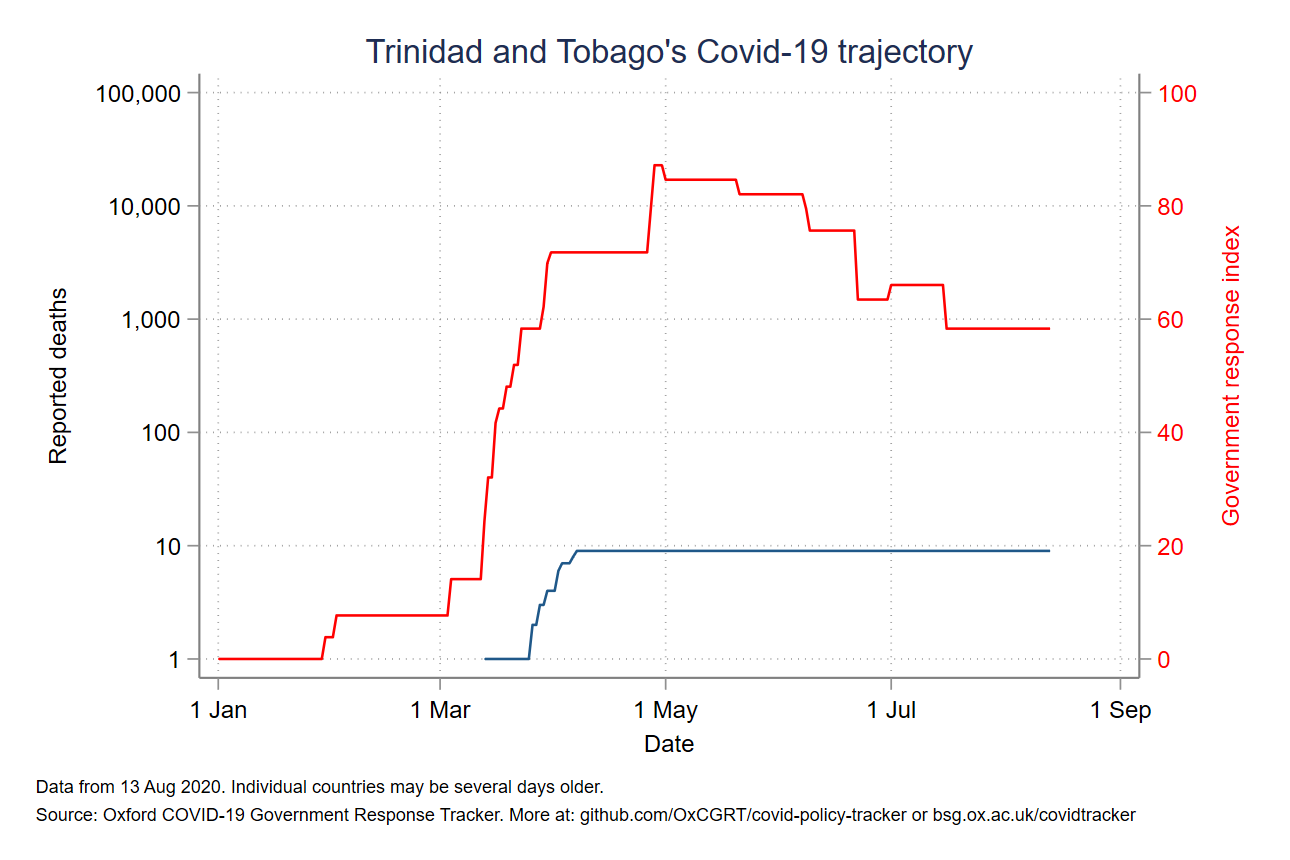 Trinidad and Tobago's Covid-19 trajectory
100,000
10,000
1,000
100
10
1
Reported deaths
100
80
60
40
20
0
Government response index
1 Jan
1 Mar
1 May
1 Jul
1 Sep
Date
Data from 13 Aug 2020. Individual countries may be several days older.
Source: Oxford COVID-19 Government Response Tracker. More at: github.com/OxCGRT/covid-policy-tracker or bsg.ox.ac.uk/covidtracker